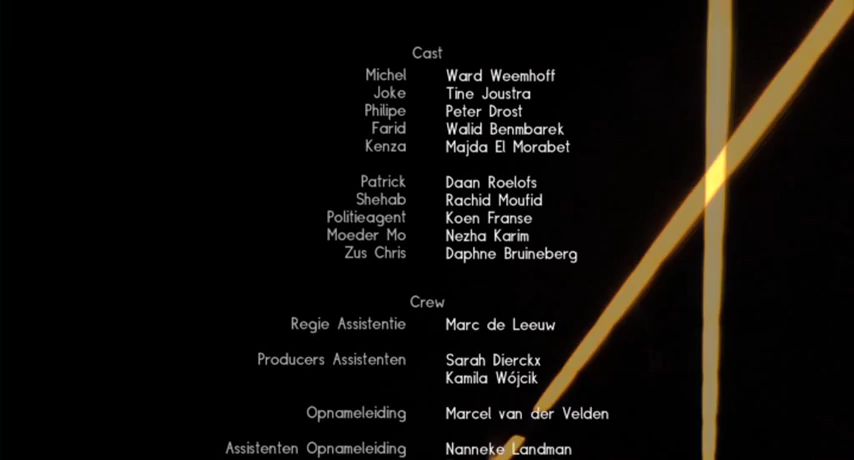 Cast
Michel Ward Weemhoff
Joke Tine Joustra
Philipe Peter Drost
Farid Walid Benmbarek
Kenza Majda El Morabet
Patrick Daan Roelofs
Shehab Rachid Moufid
Politieagent Koen Franse
Moeder Mo Nezha Karim
Zus Chris Daphne Bruineberg
Crew
Regie Assistentie Marc de Leeuw
Producers Assistenten Sarah Dierckx
Kamila Wójcik
Opnameleiding Marcel van der Velden
Assistenten Opnameleiding Nanneke Landman